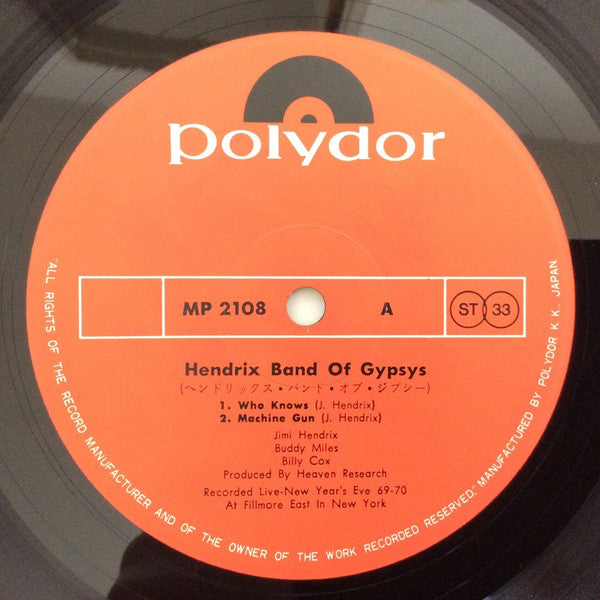 polydor
MP 2108 A ST 33
Hendrix Band Of Gypsys
(ヘンドリックス・バンド・オブ・ジプシー)
1. Who Knows (J. Hendrix)
2. Machine Gun (J. Hendrix)
Jimi Hendrix
Buddy Miles
Billy Cox
Produced By Heaven Research
Recorded Live-New Year's Eve 69-70
At Fillmore East In New York
"ALL RIGHTS OF THE RECORD MANUFACTURER AND OF THE OWNER OF THE WORK RECORDED RESERVED." MANUFACTURED BY POLYDOR K.K., JAPAN